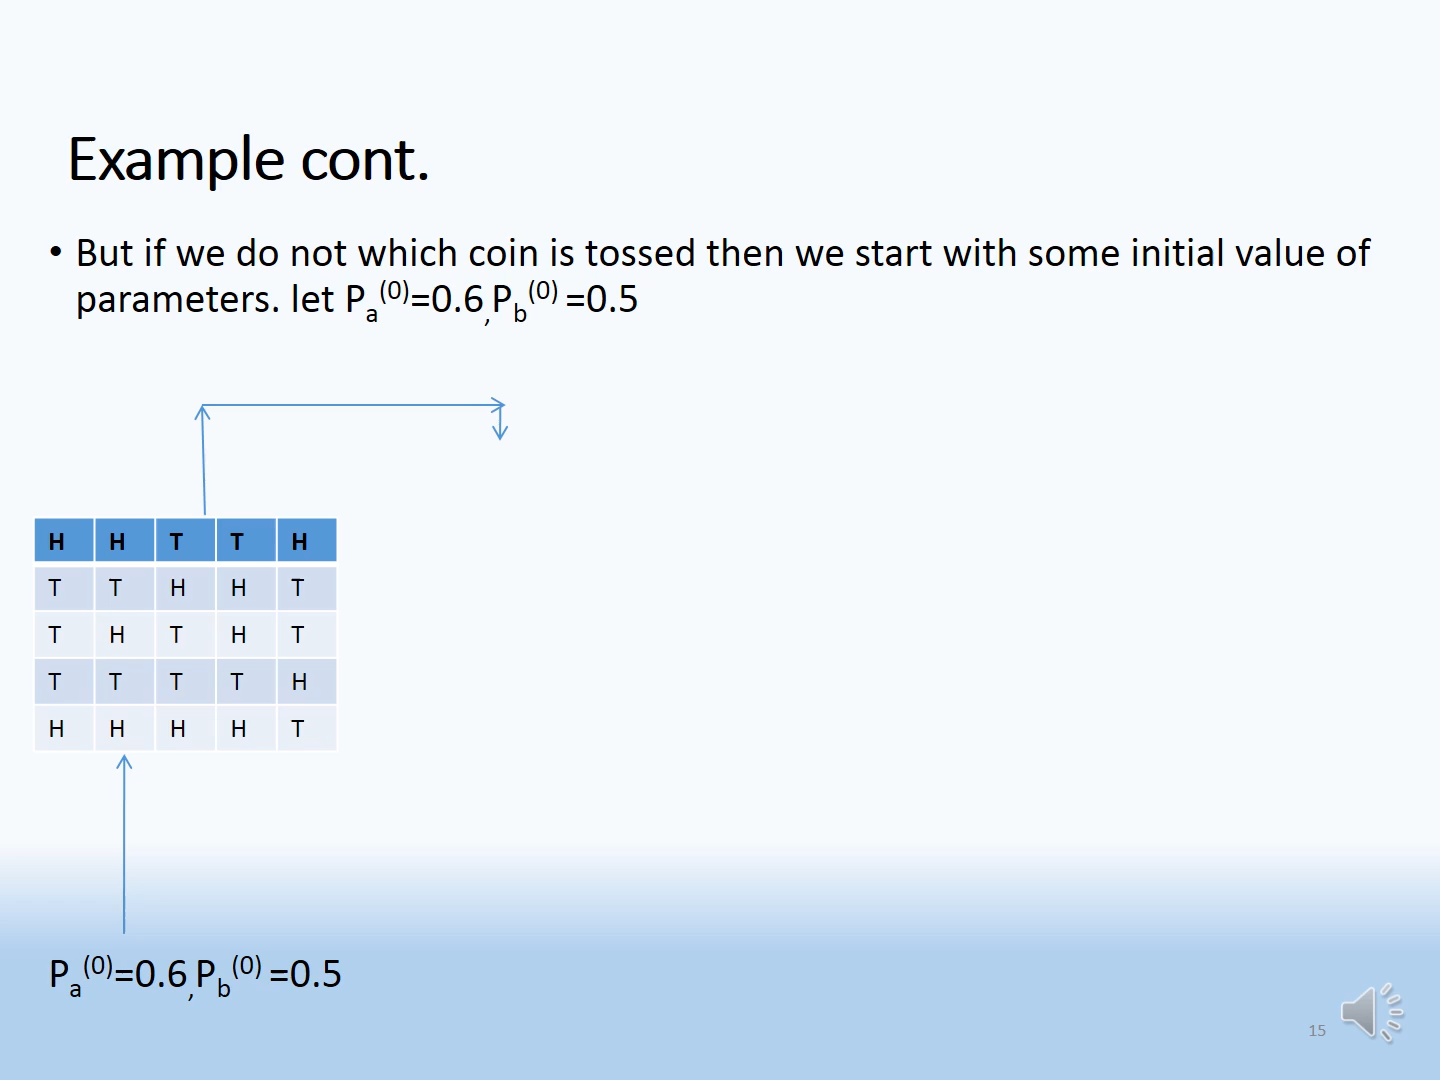 Example cont.
• But if we do not which coin is tossed then we start with some initial value of
parameters. let Pa(0)=0.6,Pb(0) =0.5
H H T T H
T T H H T
T H T H T
T T T T H
H H H H T
Pa(0)=0.6,Pb(0) =0.5
15